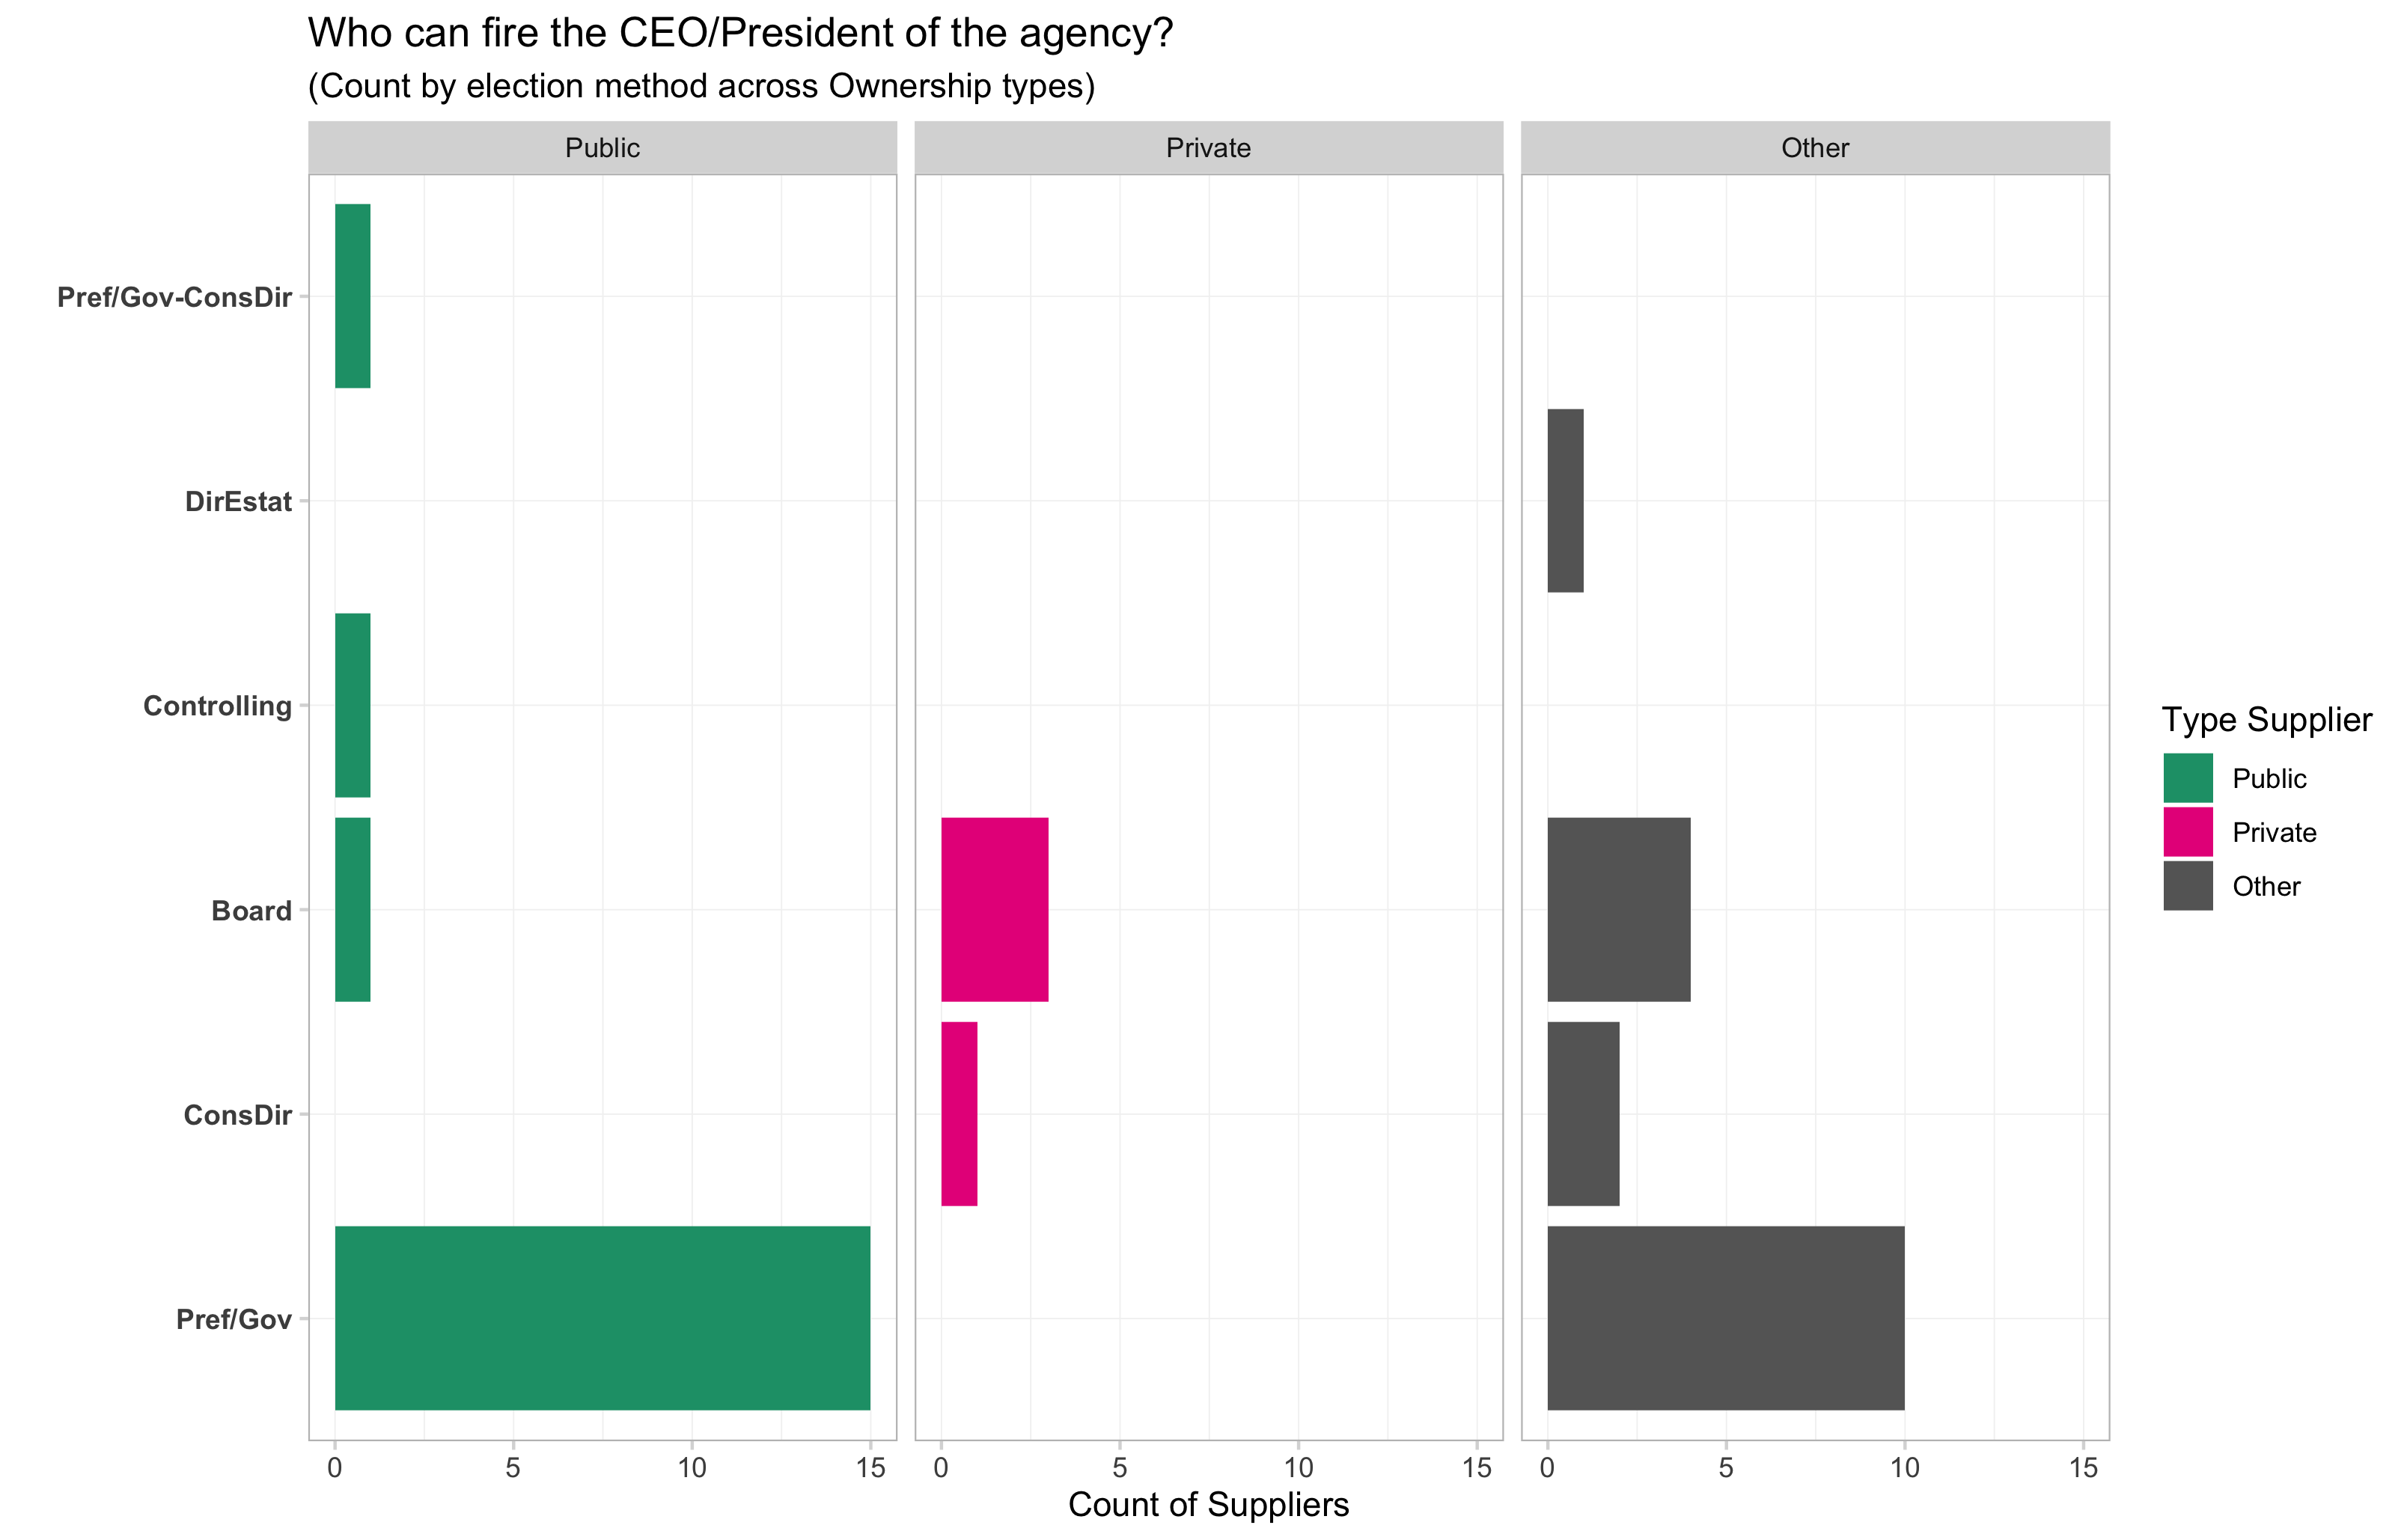 Who can fire the CEO/President of the agency?
(Count by election method across Ownership types)
Public
Private
Other
Pref/Gov-ConsDir
DirEstat
Controlling
Board
ConsDir
Pref/Gov
0 5 10 15
0 5 10 15
0 5 10 15
Count of Suppliers
Type Supplier
Public
Private
Other